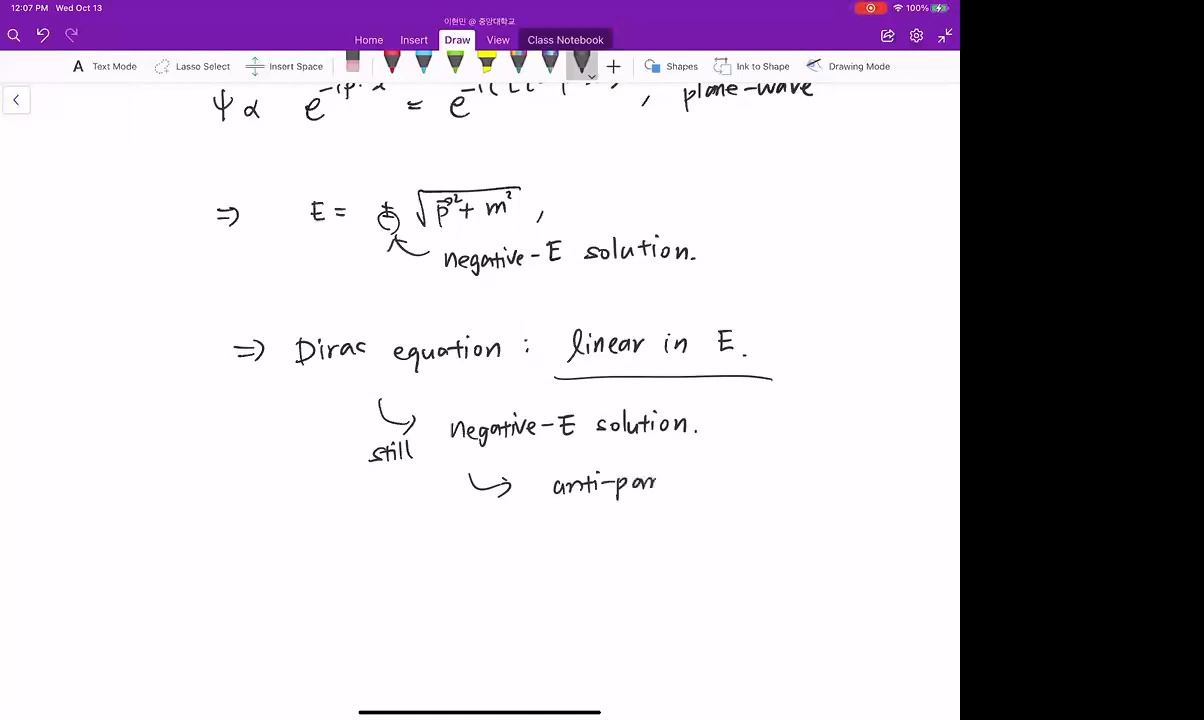 12:07 PM Wed Oct 13
100%
이현민 @ 중앙대학교
Home Insert Draw View Class Notebook
Text Mode Lasso Select Insert Space Shapes Ink to Shape Drawing Mode
ψ ∝ = , plane-wave
⇒ E = ± √(p⃗² + m²) ,
negative-E solution.
⇒ Dirac equation : linear in E.
still negative-E solution.
anti-par